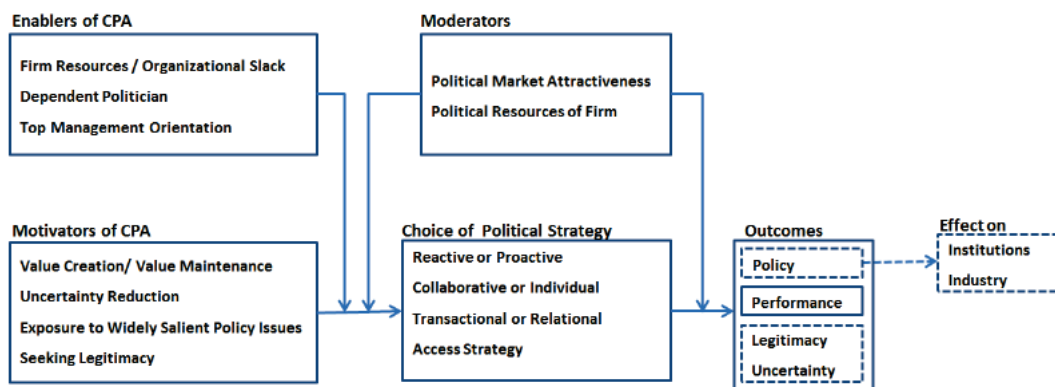 Enablers of CPA
Firm Resources / Organizational Slack
Dependent Politician
Top Management Orientation
Moderators
Political Market Attractiveness
Political Resources of Firm
Motivators of CPA
Value Creation/ Value Maintenance
Uncertainty Reduction
Exposure to Widely Salient Policy Issues
Seeking Legitimacy
Choice of Political Strategy
Reactive or Proactive
Collaborative or Individual
Transactional or Relational
Access Strategy
Outcomes
Policy
Performance
Legitimacy
Uncertainty
Effect on
Institutions
Industry